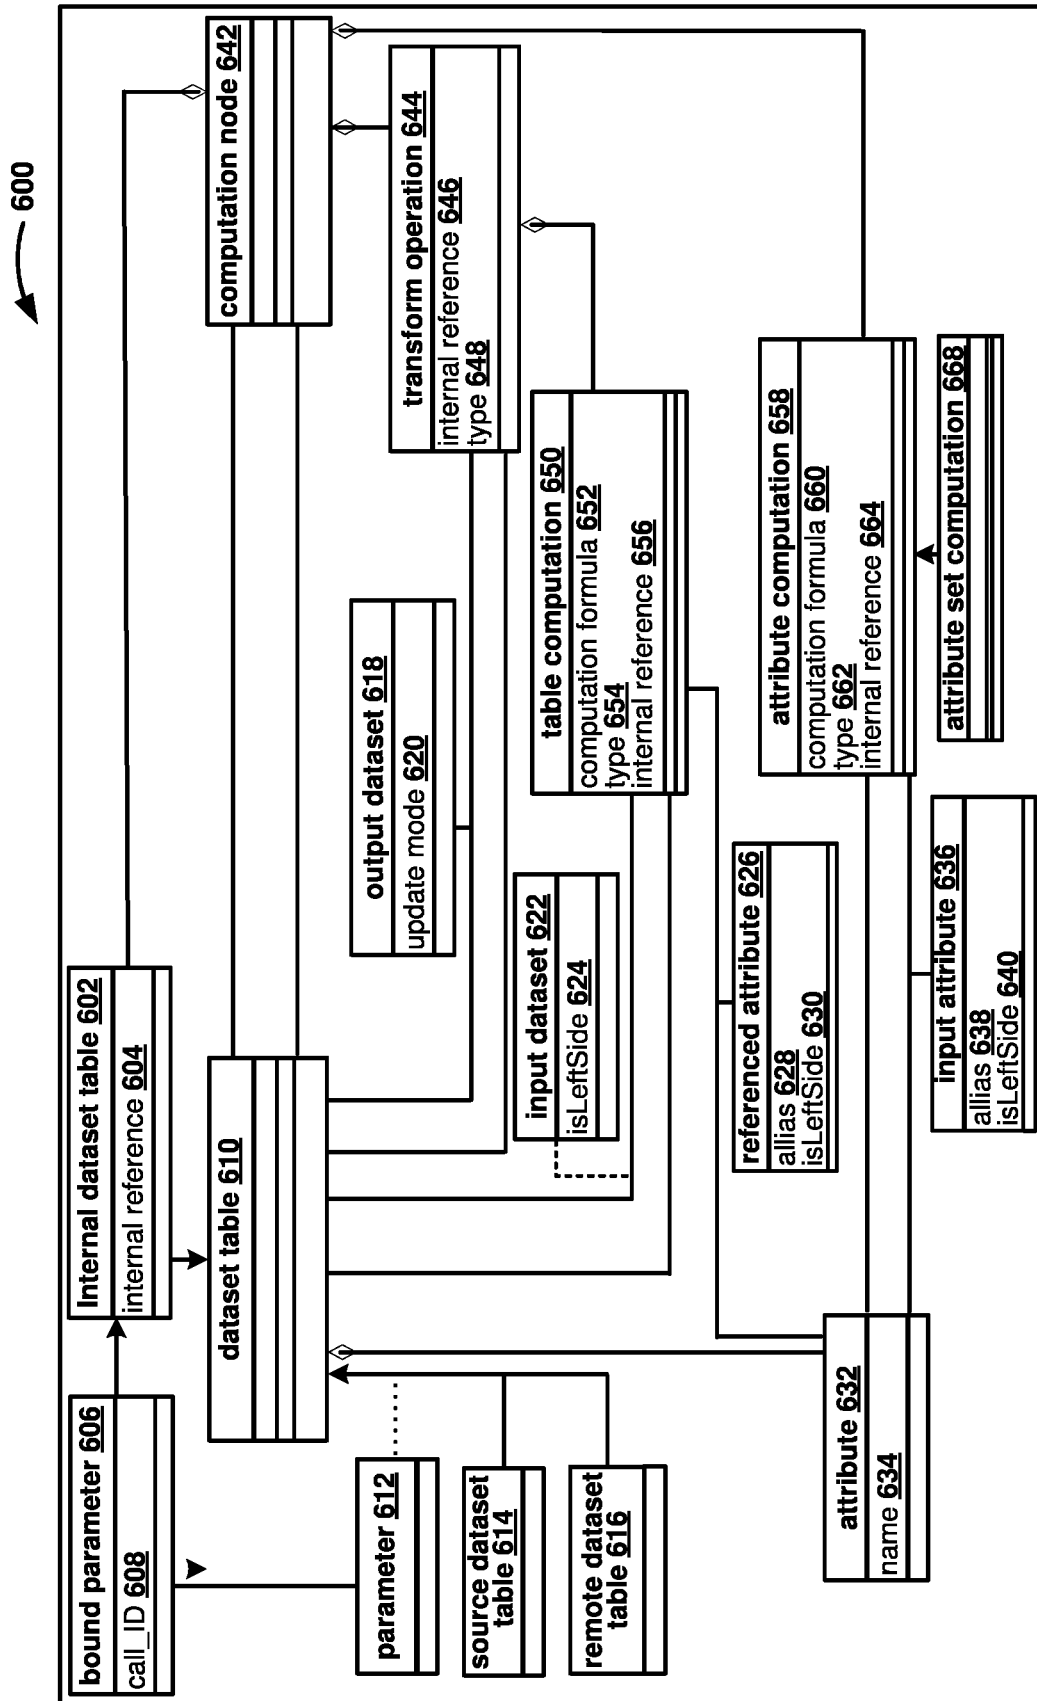 600
bound parameter 606
call_ID 608
Internal dataset table 602
internal reference 604
computation node 642
dataset table 610
parameter 612
source dataset
table 614
remote dataset
table 616
output dataset 618
update mode 620
transform operation 644
internal reference 646
type 648
input dataset 622
isLeftSide 624
table computation 650
computation formula 652
type 654
internal reference 656
referenced attribute 626
allias 628
isLeftSide 630
attribute computation 658
computation formula 660
type 662
internal reference 664
attribute 632
name 634
input attribute 636
allias 638
isLeftSide 640
attribute set computation 668